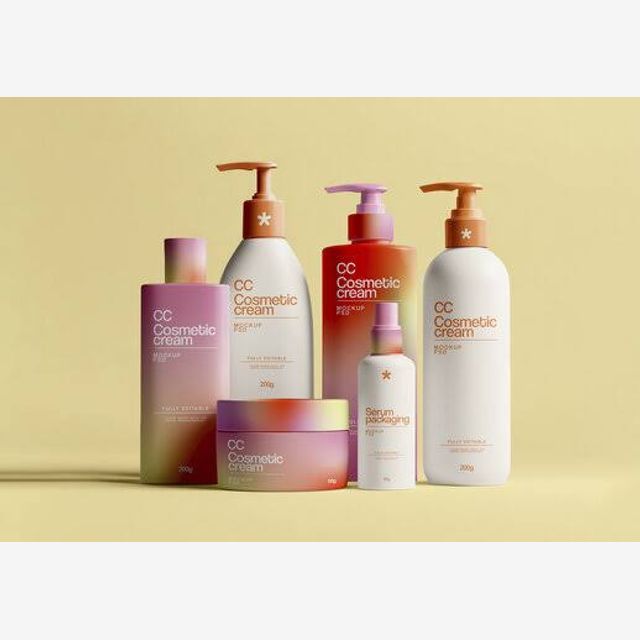 CC
Cosmetic
cream
MOCKUP
PSD
FULLY EDITABLE
200g
CC
Cosmetic
cream
MOCKUP
PSD
FULLY EDITABLE
200g
CC
Cosmetic
cream
MOCKUP
PSD
CC
Cosmetic
cream
MOCKUP
PSD
FULLY EDITABLE
200g
CC
Cosmetic
cream
Serum
packaging